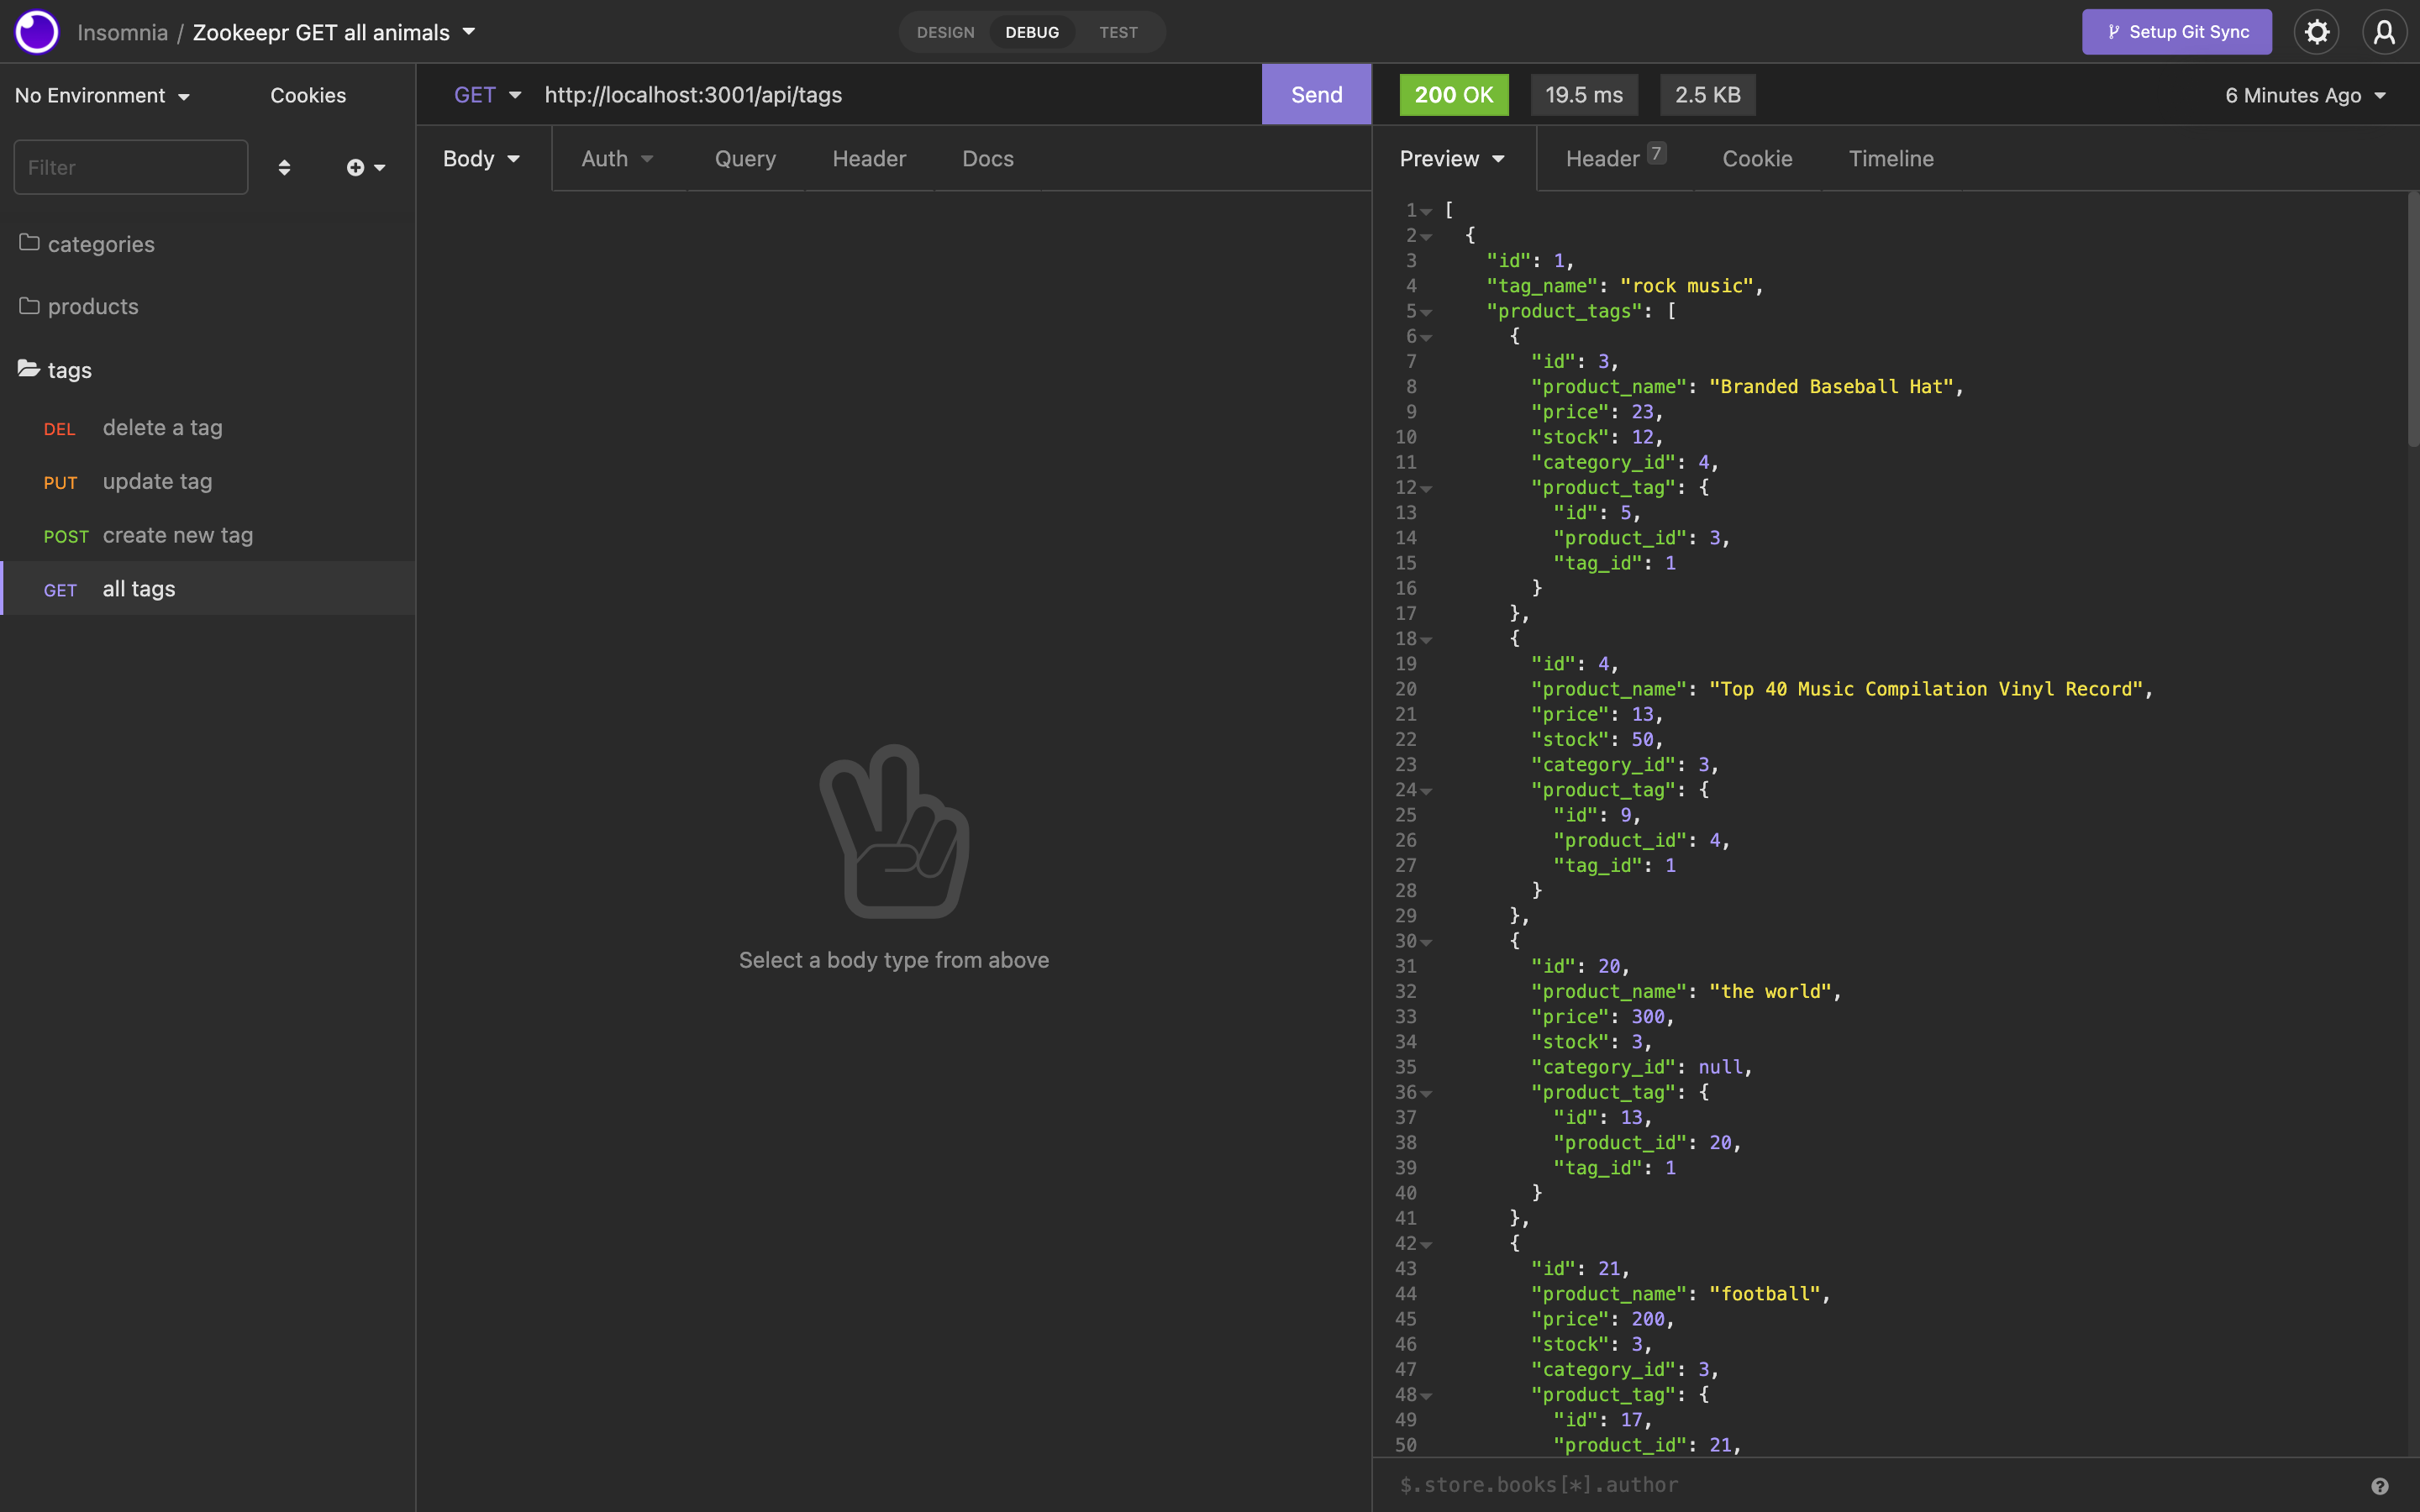 Insomnia / Zookeepr GET all animals
DESIGN DEBUG TEST
Setup Git Sync
No Environment Cookies
GET http://localhost:3001/api/tags Send
200 OK 19.5 ms 2.5 KB 6 Minutes Ago
Filter
Body Auth Query Header Docs
Preview Header 7 Cookie Timeline
categories
products
tags
DEL delete a tag
PUT update tag
POST create new tag
GET all tags
Select a body type from above
1 [
2 {
3 "id": 1,
4 "tag_name": "rock music",
5 "product_tags": [
6 {
7 "id": 3,
8 "product_name": "Branded Baseball Hat",
9 "price": 23,
10 "stock": 12,
11 "category_id": 4,
12 "product_tag": {
13 "id": 5,
14 "product_id": 3,
15 "tag_id": 1
16 }
17 },
18 {
19 "id": 4,
20 "product_name": "Top 40 Music Compilation Vinyl Record",
21 "price": 13,
22 "stock": 50,
23 "category_id": 3,
24 "product_tag": {
25 "id": 9,
26 "product_id": 4,
27 "tag_id": 1
28 }
29 },
30 {
31 "id": 20,
32 "product_name": "the world",
33 "price": 300,
34 "stock": 3,
35 "category_id": null,
36 "product_tag": {
37 "id": 13,
38 "product_id": 20,
39 "tag_id": 1
40 }
41 },
42 {
43 "id": 21,
44 "product_name": "football",
45 "price": 200,
46 "stock": 3,
47 "category_id": 3,
48 "product_tag": {
49 "id": 17,
50 "product_id": 21,
$.store.books[*].author